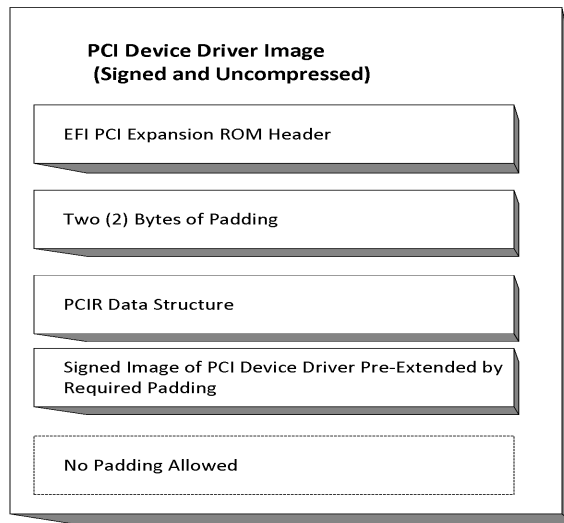 PCI Device Driver Image
(Signed and Uncompressed)
EFI PCI Expansion ROM Header
Two (2) Bytes of Padding
PCIR Data Structure
Signed Image of PCI Device Driver Pre-Extended by
Required Padding
No Padding Allowed